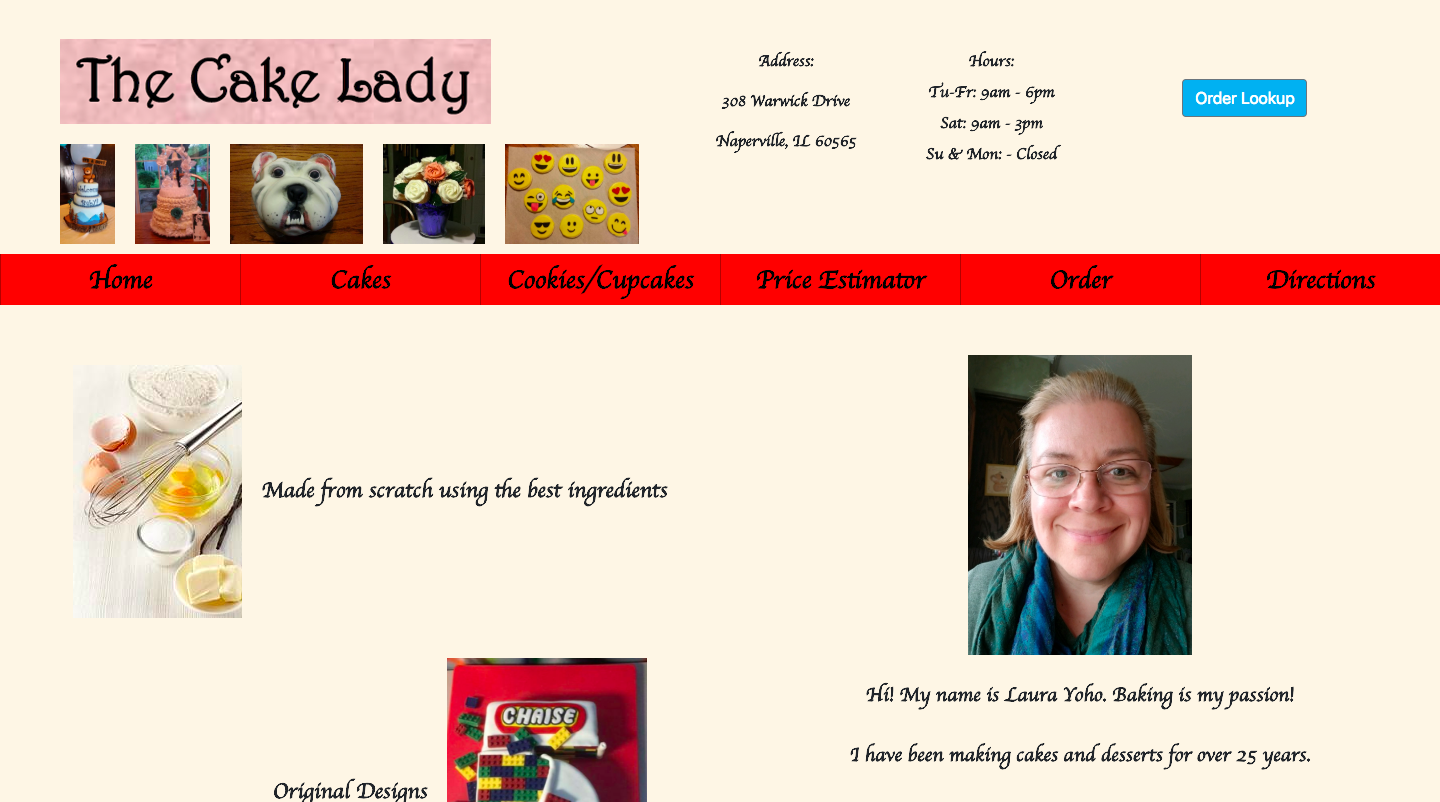 The Cake Lady
Address:
308 Warwick Drive
Naperville, IL 60565
Hours:
Tu-Fr: 9am - 6pm
Sat: 9am - 3pm
Su & Mon: - Closed
Order Lookup
Home
Cakes
Cookies/Cupcakes
Price Estimator
Order
Directions
Made from scratch using the best ingredients
CHAISE
Original Designs
Hi! My name is Laura Yoho. Baking is my passion!
I have been making cakes and desserts for over 25 years.